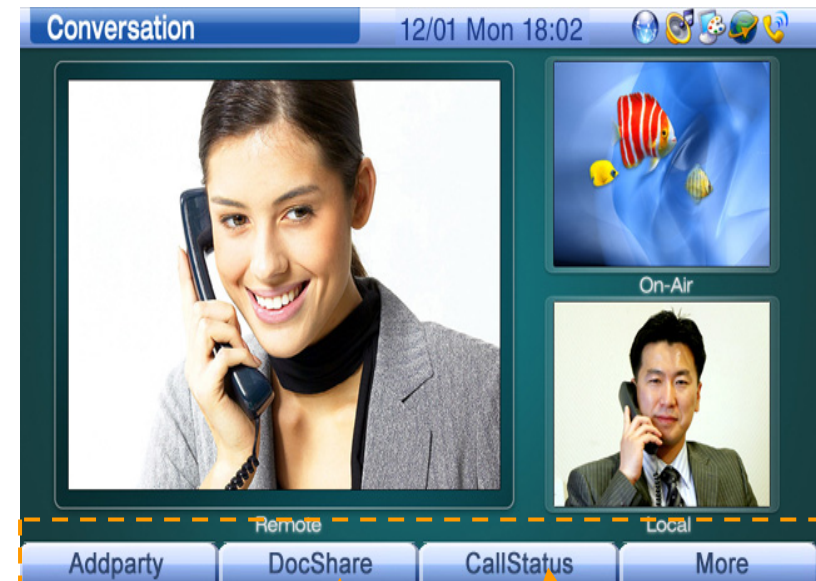 Conversation 12/01 Mon 18:02
On-Air
Remote Local
Addparty DocShare CallStatus More